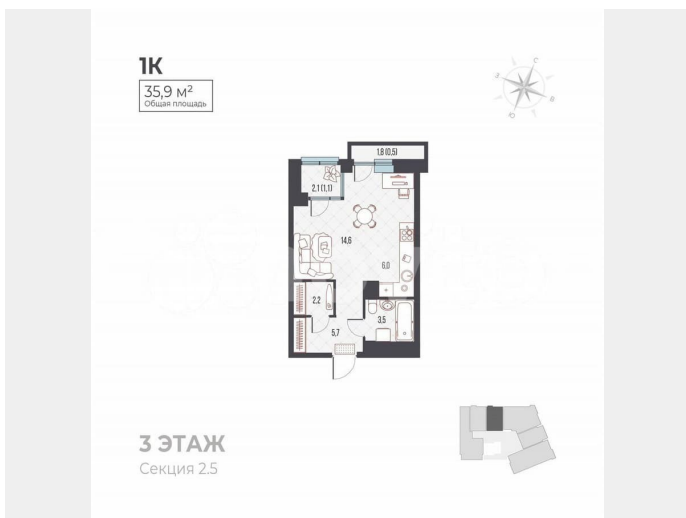 1К
35,9 м²
Общая площадь
С
З
В
Ю
1,8 (0,5)
2,1 (1,1)
14,6
6,0
2,2
3,5
5,7
3 ЭТАЖ
Секция 2.5